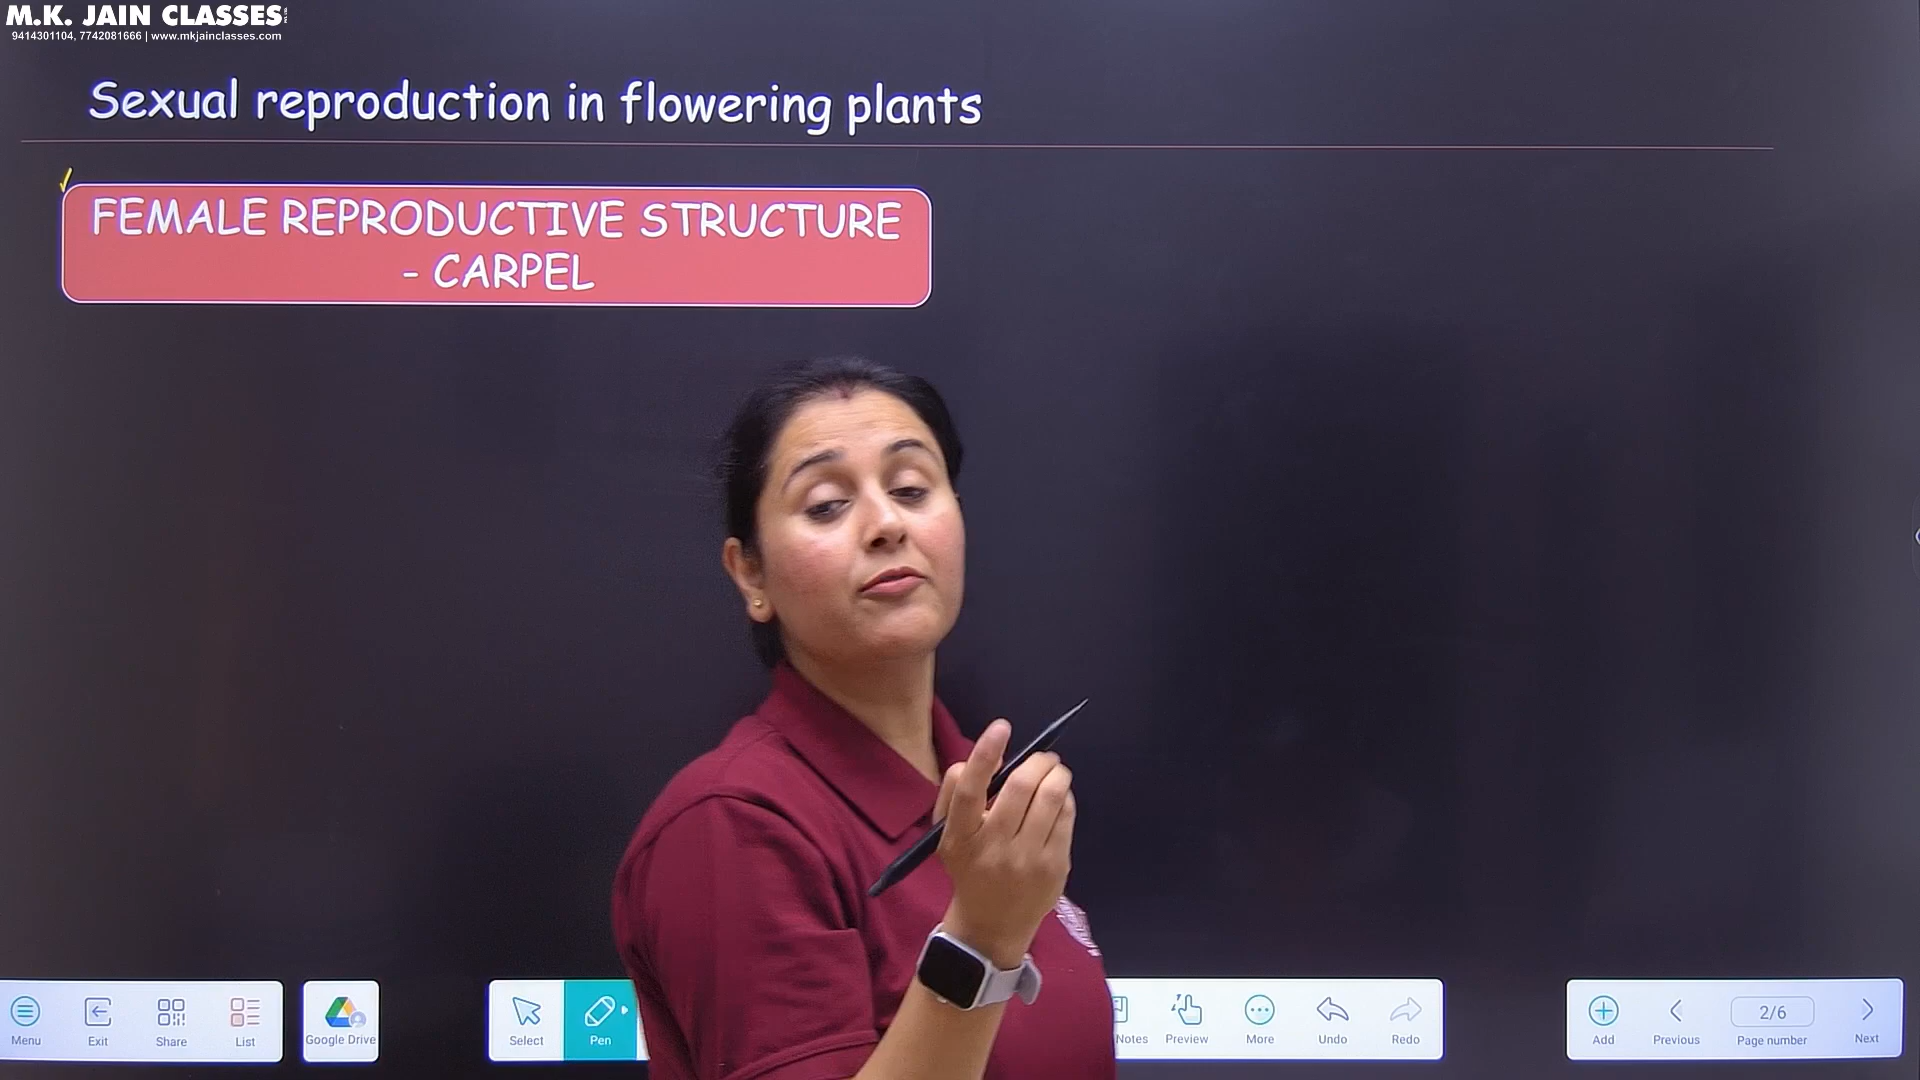 M.K. JAIN CLASSES
9414301104, 7742081666 | www.mkjainclasses.com
Sexual reproduction in flowering plants
FEMALE REPRODUCTIVE STRUCTURE
- CARPEL
Menu
Exit
Share
List
Google Drive
Select
Pen
Notes
Preview
More
Undo
Redo
Add
Previous
2/6
Page number
Next